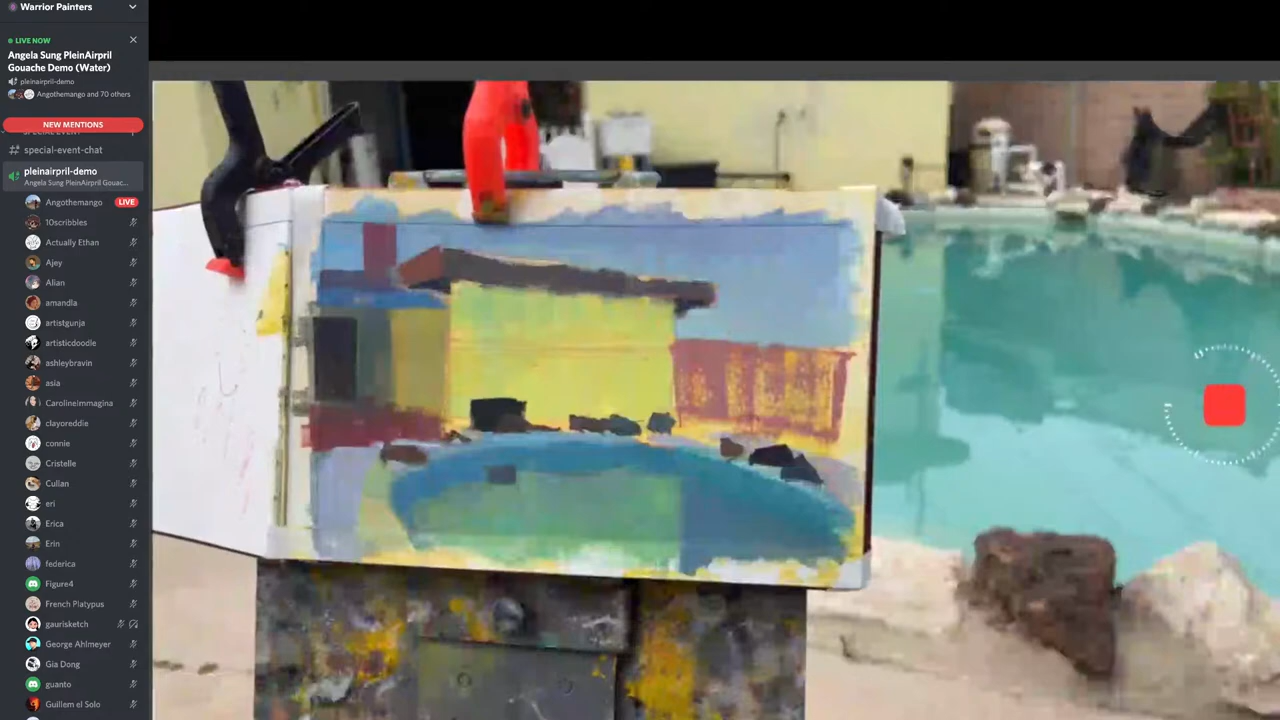 Warrior Painters
LIVE NOW
Angela Sung PleinAirpril
Gouache Demo (Water)
pleinairpril-demo
Angothemango and 70 others
NEW MENTIONS
SPECIAL EVENT
special-event-chat
pleinairpril-demo
Angela Sung PleinAirpril Gouac...
Angothemango LIVE
10scribbles
Actually Ethan
Ajey
Alian
amandla
artistgunja
artisticdoodle
ashleybravin
asia
Carolineimmagina
clayoreddie
connie
Cristelle
Culian
eri
Erica
Erin
federica
Figure4
French Platypus
gaurisketch
George Ahlmeyer
Gia Dong
guanto
Guillem el Solo